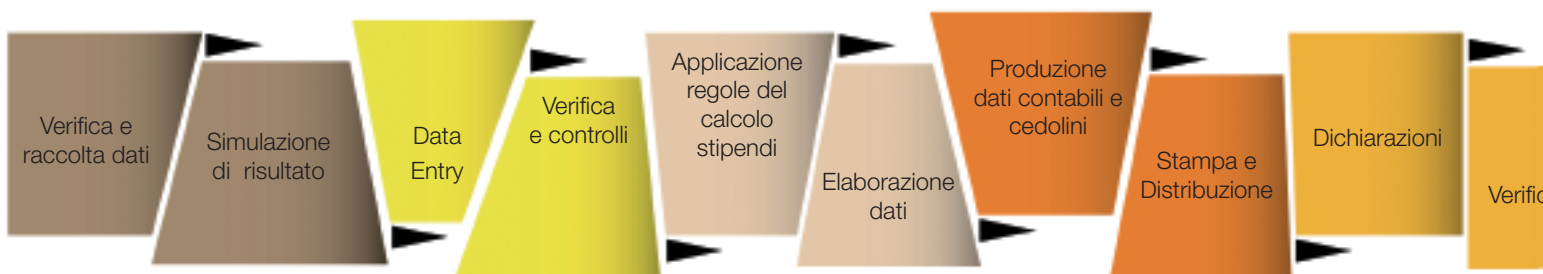 Verifica e
raccolta dati
Simulazione
di risultato
Data
Entry
Verifica
e controlli
Applicazione
regole del
calcolo
stipendi
Elaborazione
dati
Produzione
dati contabili e
cedolini
Stampa e
Distribuzione
Dichiarazioni